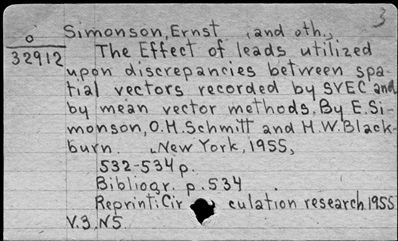 3
o Simonson, Ernst (and oth.,
32912 The Effect of leads utilized
upon discrepancies between spa-
tial vectors recorded by SVEC and
by mean vector methods. By E. Si-
monson, O.H. Schmitt and H.W. Black-
burn. New York, 1955,
532-534 p.
Bibliogr. p. 534
Reprint: Circulation research. 1955
V.3. N5.